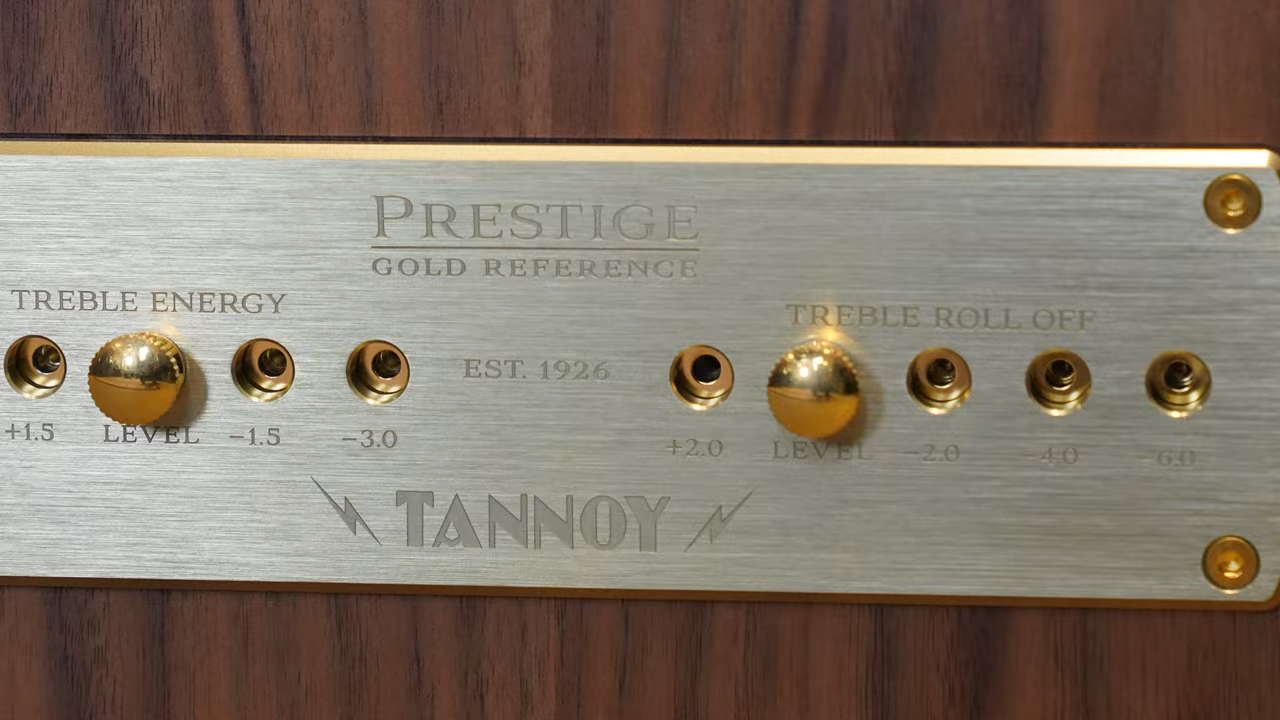 PRESTIGE
GOLD REFERENCE
TREBLE ENERGY
TREBLE ROLL OFF
EST. 1926
+1.5 LEVEL −1.5 −3.0
+2.0 LEVEL −2.0 −4.0 −6.0
TANNOY